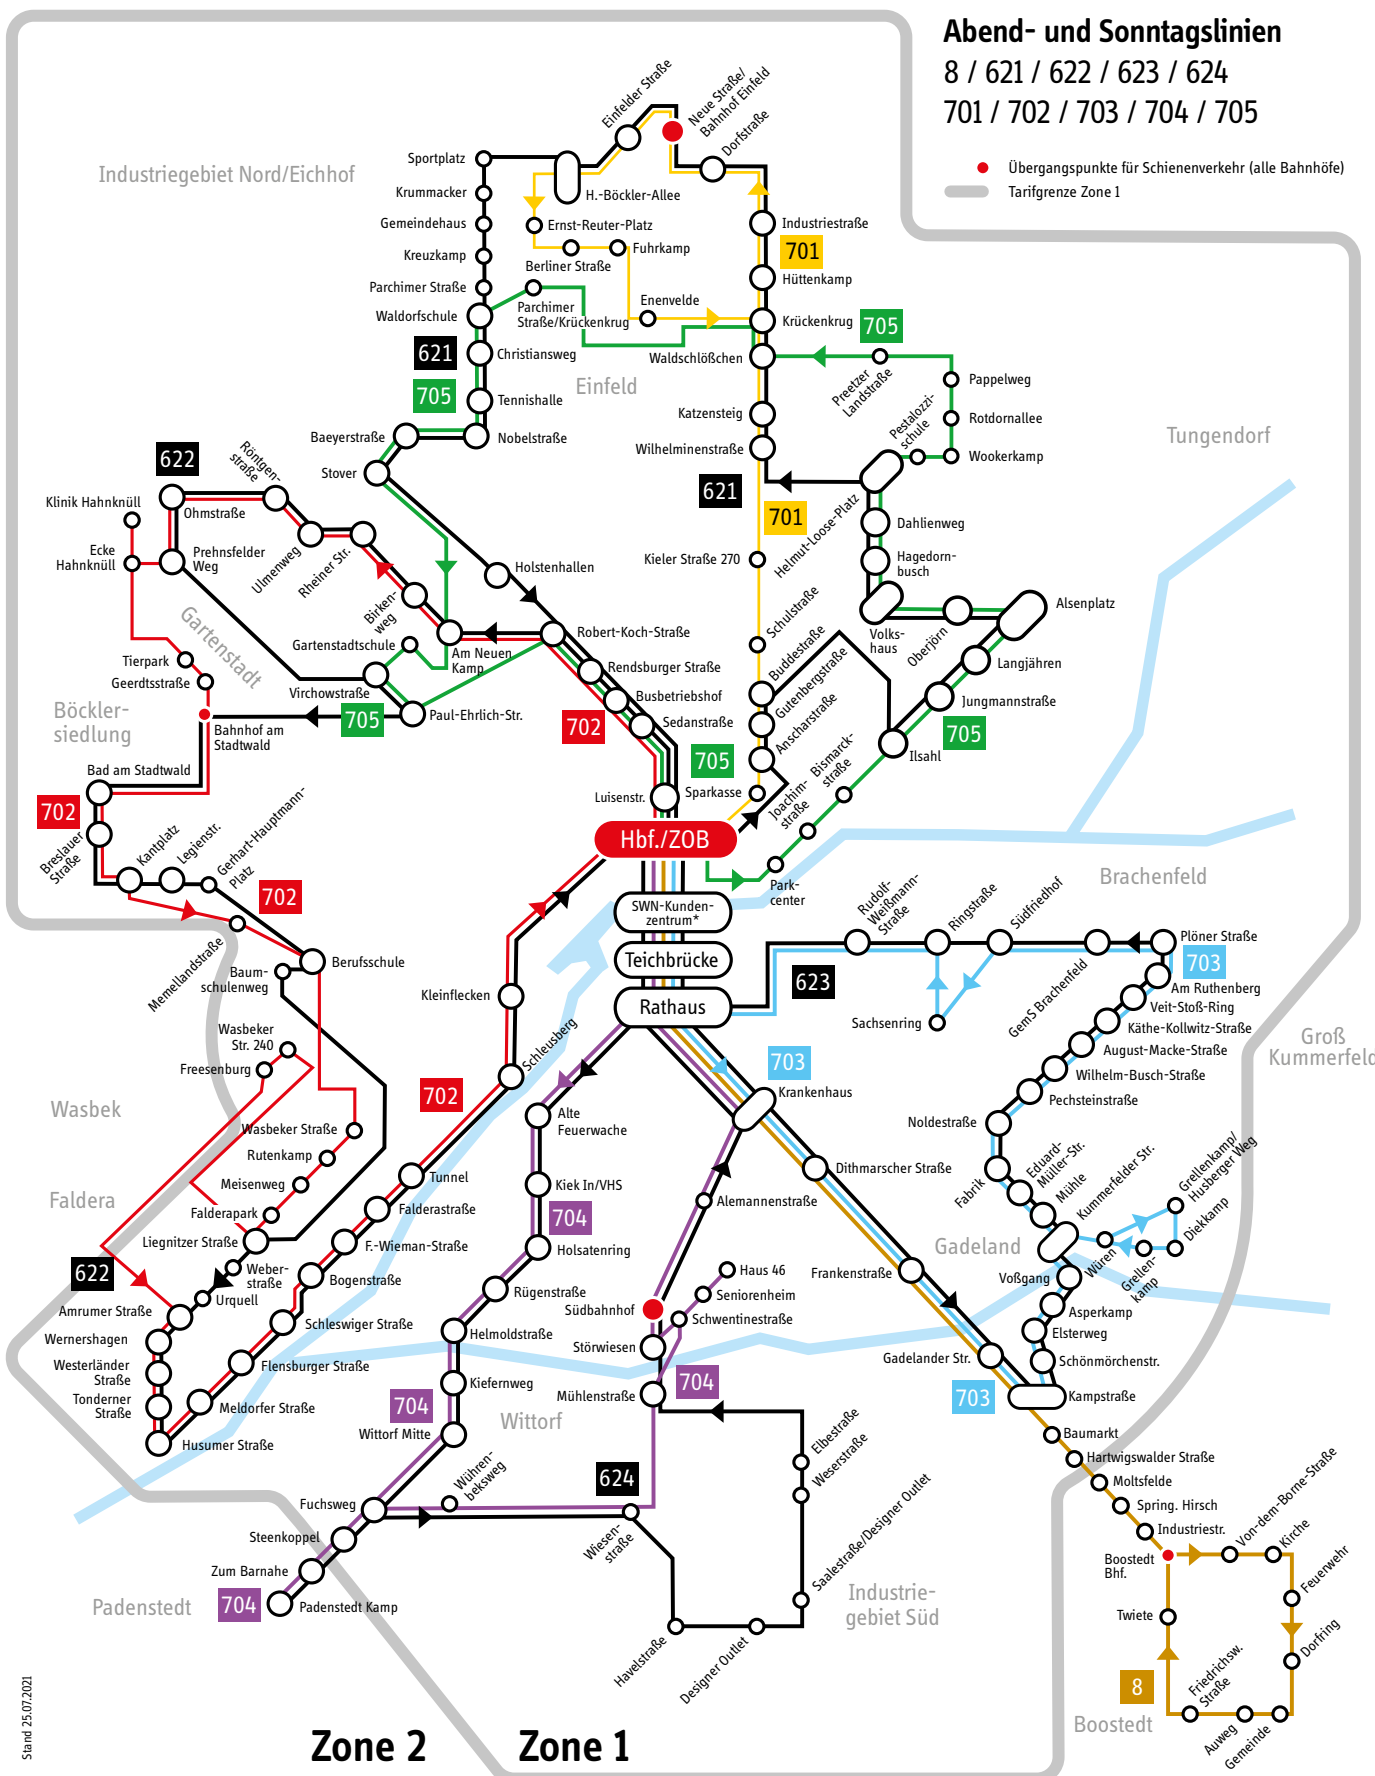 Abend- und Sonntagslinien
8 / 621 / 622 / 623 / 624
701 / 702 / 703 / 704 / 705
Übergangspunkte für Schienenverkehr (alle Bahnhöfe)
Tarifgrenze Zone 1
Industriegebiet Nord/Eichhof
Einfelder Straße
Neue Straße/
Bahnhof Einfeld
Dorfstraße
Sportplatz
H.-Böckler-Allee
Krummacker
Gemeindehaus
Ernst-Reuter-Platz
Industriestraße
701
Kreuzkamp
Berliner Straße
Fuhrkamp
Hüttenkamp
Parchimer Straße
Parchimer
Straße/Krückenkrug
Enenvelde
Waldorfschule
Krückenkrug
705
621
Christiansweg
Waldschlößchen
Preetzer
Landstraße
Pappelweg
Einfeld
705
Tennishalle
Katzensteig
Pestalozzi-
schule
Rotdornallee
Tungendorf
Baeyerstraße
Nobelstraße
Wilhelminenstraße
Wookerkamp
622
Röntgen-
straße
Stover
621
701
Klinik Hahnknüll
Ohmstraße
Helmut-Loose-Platz
Dahlienweg
Ecke
Hahnknüll
Prehnsfelder
Weg
Ulmenweg
Rheiner Str.
Holstenhallen
Kieler Straße 270
Hagedorn-
busch
Gartenstadt
Birken-
weg
Alsenplatz
Gartenstadtschule
Am Neuen
Kamp
Robert-Koch-Straße
Schulstraße
Volks-
haus
Oberjörn
Tierpark
Rendsburger Straße
Buddestraße
Langjähren
Geerdtsstraße
Virchowstraße
Busbetriebshof
Gutenbergstraße
Jungmannstraße
Böckler-
siedlung
705
Paul-Ehrlich-Str.
702
Sedanstraße
Anscharstraße
705
Bahnhof am
Stadtwald
705
Ilsahl
Bad am Stadtwald
Luisenstr.
Sparkasse
Joachim-
straße
Bismarck-
straße
702
Breslauer
Straße
Kantplatz
Legienstr.
Gerhart-Hauptmann-
Platz
Hbf./ZOB
Park-
center
Brachenfeld
702
SWN-Kunden-
zentrum*
Rudolf-
Weißmann-
Straße
Ringstraße
Südfriedhof
Memellandstraße
Berufsschule
Teichbrücke
GemS Brachenfeld
Plöner Straße
703
Baum-
schulenweg
623
Am Ruthenberg
Kleinflecken
Rathaus
Veit-Stoß-Ring
Sachsenring
Käthe-Kollwitz-Straße
Wasbeker
Str. 240
Schleusberg
703
August-Macke-Straße
Groß
Kummerfeld
Freesenburg
Krankenhaus
Wilhelm-Busch-Straße
Wasbek
702
Pechsteinstraße
Alte
Feuerwache
Noldestraße
Wasbeker Straße
Rutenkamp
Dithmarscher Straße
Eduard-
Müller-Str.
Kummerfelder Str.
Grellenkamp/
Husberger Weg
Meisenweg
Tunnel
Kiek In/VHS
Alemannenstraße
Fabrik
Mühle
Diekkamp
Faldera
Falderapark
Falderastraße
704
Liegnitzer Straße
F.-Wieman-Straße
Holsatenring
Gadeland
Würen
622
Weber-
straße
Bogenstraße
Haus 46
Frankenstraße
Voßgang
Grellen-
kamp
Urquell
Rügenstraße
Seniorenheim
Amrumer Straße
Schleswiger Straße
Südbahnhof
Schwentinestraße
Asperkamp
Wernershagen
Helmoldstraße
Störwiesen
Elsterweg
Westerländer
Straße
Flensburger Straße
Gadelander Str.
Schönmörchenstr.
Kiefernweg
704
703
Kampstraße
Tonderner
Straße
Meldorfer Straße
704
Mühlenstraße
Wittorf
Husumer Straße
Wittorf Mitte
Baumarkt
Elbestraße
Hartwigswalder Straße
Weserstraße
Wühren-
beksweg
624
Moltsfelde
Fuchsweg
Spring. Hirsch
Saalestraße/Designer Outlet
Von-dem-Borne-Straße
Steenkoppel
Wiesen-
straße
Industriestr.
Kirche
Zum Barnahe
Boostedt
Bhf.
Feuerwehr
Padenstedt
704
Padenstedt Kamp
Industrie-
gebiet Süd
Twiete
Dorfring
Havelstraße
Designer Outlet
8
Friedrichsw.
Straße
Boostedt
Auweg
Gemeinde
Zone 2
Zone 1
Stand 25.07.2021